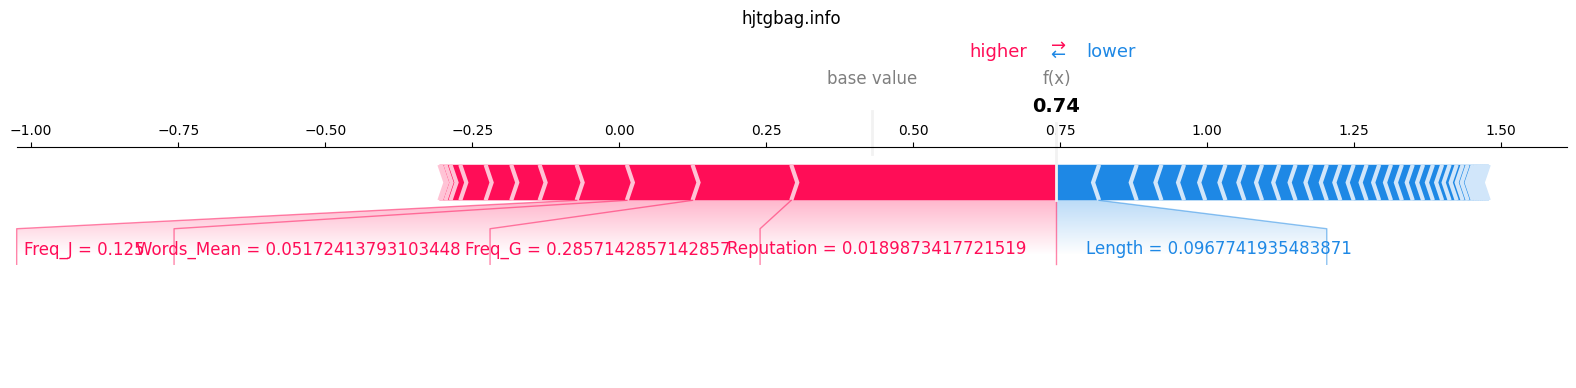 hjtgbag.info
higher → ← lower
base value f(x)
0.74
−1.00 −0.75 −0.50 −0.25 0.00 0.25 0.50 0.75 1.00 1.25 1.50
Freq_J = 0.125 Words_Mean = 0.05172413793103448 Freq_G = 0.2857142857142857 Reputation = 0.0189873417721519 Length = 0.0967741935483871